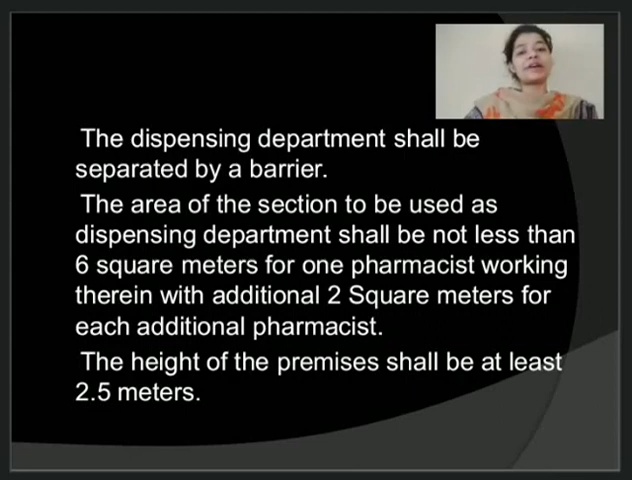 The dispensing department shall be
separated by a barrier.
The area of the section to be used as
dispensing department shall be not less than
6 square meters for one pharmacist working
therein with additional 2 Square meters for
each additional pharmacist.
The height of the premises shall be at least
2.5 meters.